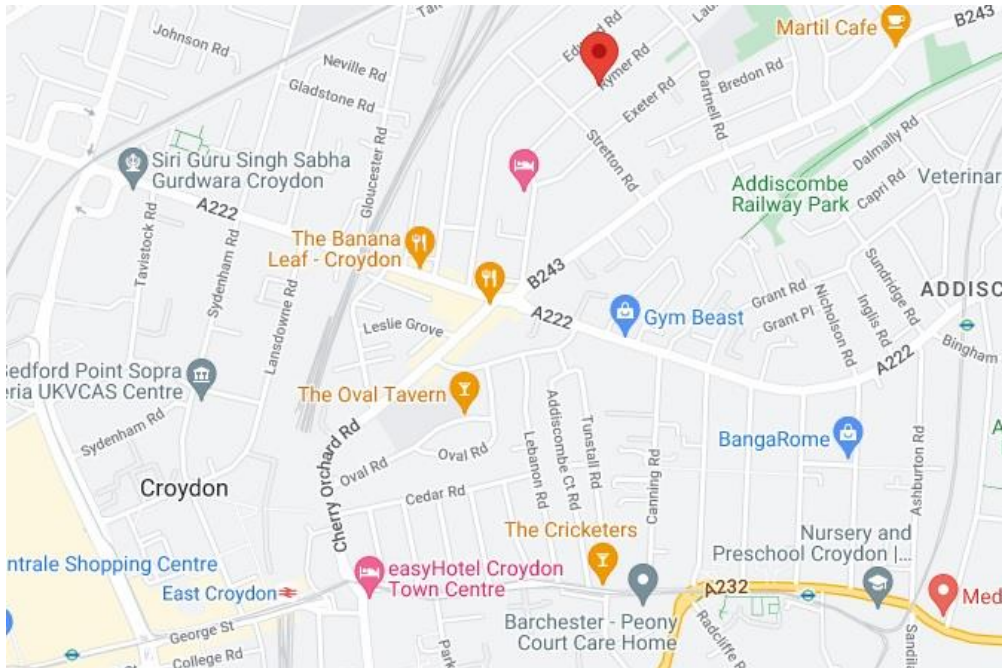 Johnson Rd
Neville Rd
Gladstone Rd
Martil Cafe
B243
Rymer Rd
Exeter Rd
Dartnell Rd
Bredon Rd
Stretton Rd
Siri Guru Singh Sabha
Gurdwara Croydon
Gloucester Rd
A222
Addiscombe
Railway Park
Dalmally Rd
Capri Rd
Veterinar
Tavistock Rd
Sydenham Rd
Lansdowne Rd
The Banana
Leaf - Croydon
B243
A222
Leslie Grove
Gym Beast
Grant Rd
Grant Pl
Nicholson Rd
Inglis Rd
Sundridge Rd
ADDISC
A222
Bingham
Bedford Point Sopra
eria UKVCAS Centre
The Oval Tavern
Sydenham Rd
Cherry Orchard Rd
Oval Rd
Oval Rd
Lebanon Rd
Addiscombe Ct Rd
Tunstall Rd
Canning Rd
BangaRome
Ashburton Rd
A
Croydon
Cedar Rd
The Cricketers
Nursery and
Preschool Croydon |...
ntrale Shopping Centre
East Croydon
easyHotel Croydon
Town Centre
A232
Med
Barchester - Peony
Court Care Home
Radcliffe R
Sandi
George St
College Rd
Park